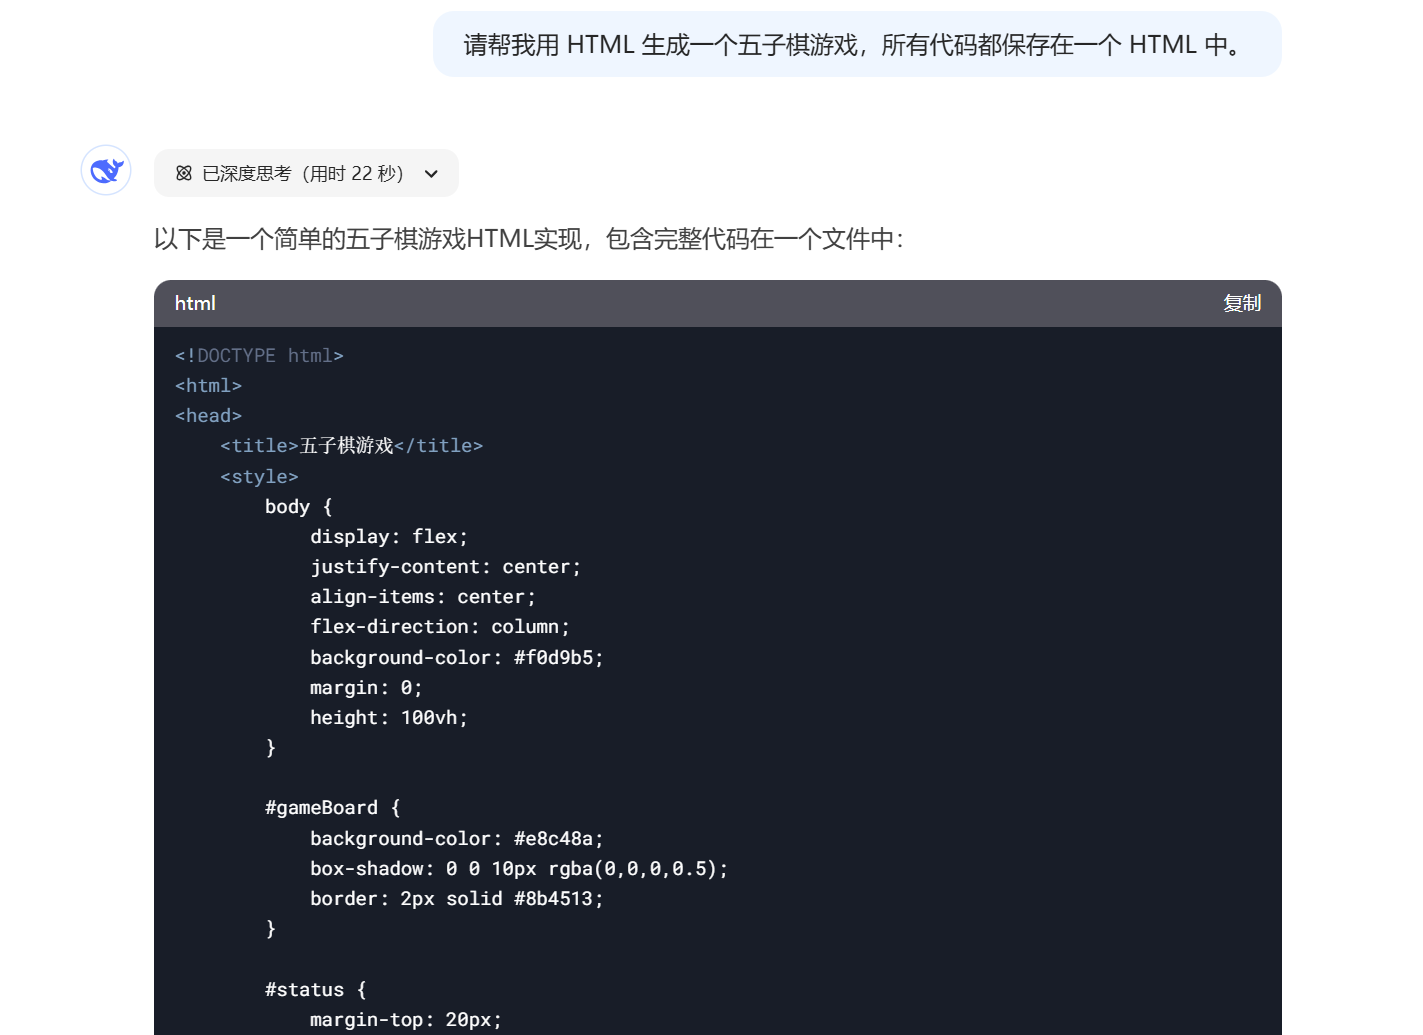 请帮我用 HTML 生成一个五子棋游戏，所有代码都保存在一个 HTML 中。
已深度思考（用时 22 秒）
以下是一个简单的五子棋游戏HTML实现，包含完整代码在一个文件中：
html 复制
<!DOCTYPE html>
<html>
<head>
    <title>五子棋游戏</title>
    <style>
        body {
            display: flex;
            justify-content: center;
            align-items: center;
            flex-direction: column;
            background-color: #f0d9b5;
            margin: 0;
            height: 100vh;
        }
        #gameBoard {
            background-color: #e8c48a;
            box-shadow: 0 0 10px rgba(0,0,0,0.5);
            border: 2px solid #8b4513;
        }
        #status {
            margin-top: 20px;